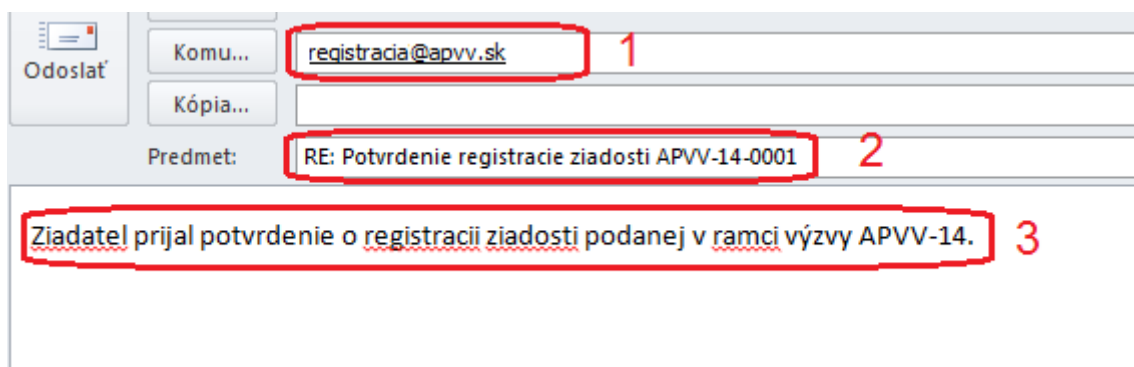 Komu...
registracia@apvv.sk
1
Odoslať
Kópia...
Predmet:
RE: Potvrdenie registracie ziadosti APVV-14-0001
2
Ziadatel prijal potvrdenie o registracii ziadosti podanej v ramci výzvy APVV-14.
3